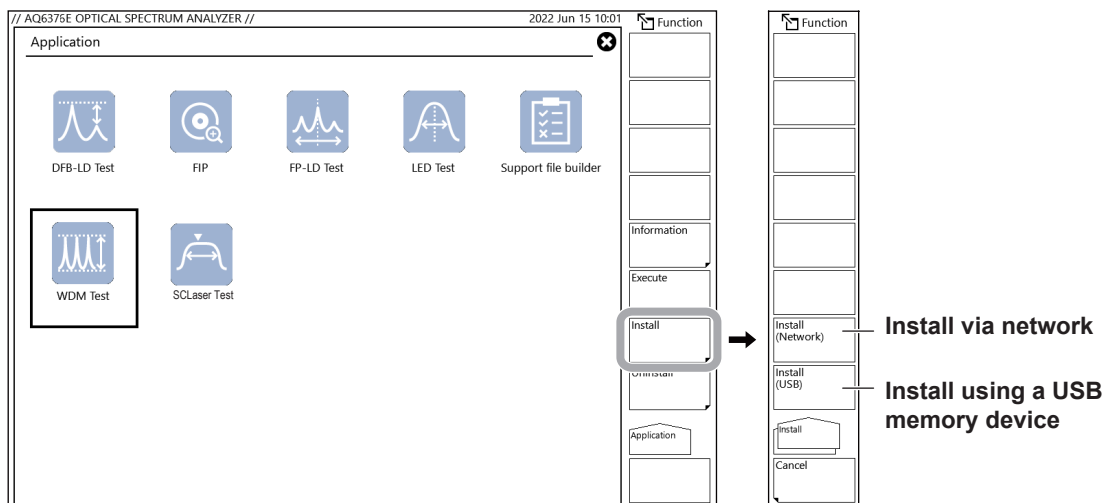 // AQ6376E OPTICAL SPECTRUM ANALYZER // 2022 Jun 15 10:01
Application
DFB-LD Test
FIP
FP-LD Test
LED Test
Support file builder
WDM Test
SCLaser Test
Function
Information
Execute
Install
Uninstall
Application
Function
Install
(Network)
Install
(USB)
Install
Cancel
Install via network
Install using a USB
memory device